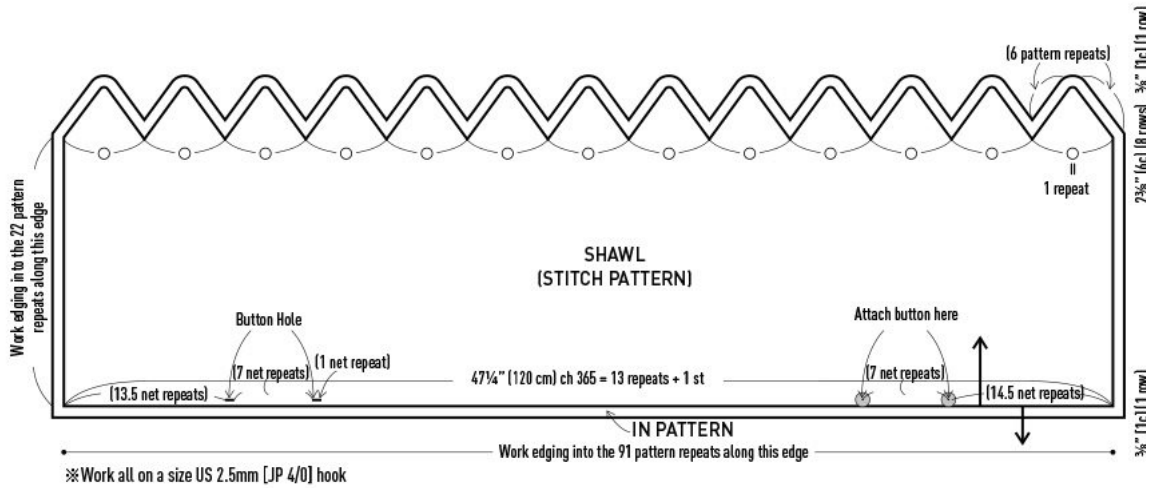 (6 pattern repeats)
⅜” (1c) (1 row)
2⅜” (6c) (8 rows)
1 repeat
Work edging in to the 22 pattern
repeats along this edge
SHAWL
(STITCH PATTERN)
Button Hole
Attach button here
(13.5 net repeats)
(7 net repeats)
(1 net repeat)
47¼” (120 cm) ch 365 = 13 repeats + 1 st
(7 net repeats)
(14.5 net repeats)
⅜” (1c) (1 row)
IN PATTERN
Work edging into the 91 pattern repeats along this edge
※Work all on a size US 2.5mm [JP 4/0] hook